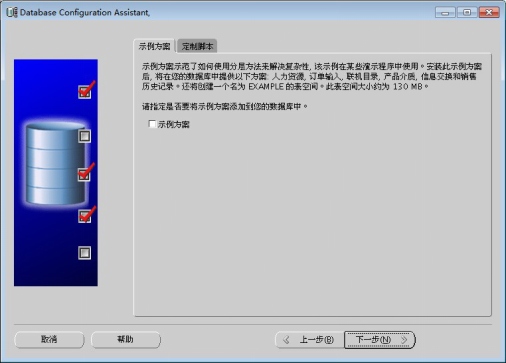 Database Configuration Assistant,
示例方案 定制脚本
示例方案示范了如何使用分层方法来解决复杂性, 该示例在某些演示程序中使用。安装此示例方案
后, 将在您的数据库中提供以下方案: 人力资源, 订单输入, 联机目录, 产品介质, 信息交换和销售
历史记录。还将创建一个名为 EXAMPLE 的表空间。此表空间大小约为 130 MB。
请指定是否要将示例方案添加到您的数据库中。
示例方案
取消 帮助 上一步(B) 下一步(N)